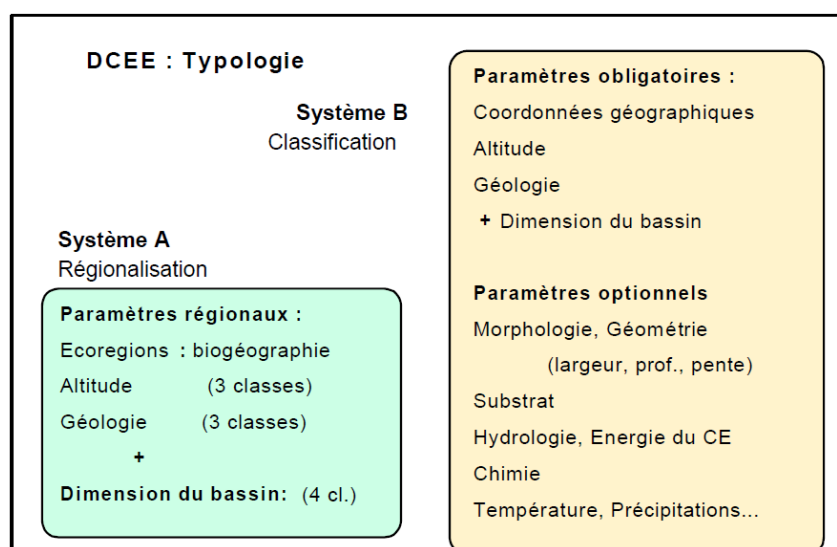 DCEE : Typologie
Système B
Classification
Système A
Régionalisation
Paramètres régionaux :
Ecoregions : biogéographie
Altitude (3 classes)
Géologie (3 classes)
+
Dimension du bassin: (4 cl.)
Paramètres obligatoires :
Coordonnées géographiques
Altitude
Géologie
+ Dimension du bassin
Paramètres optionnels
Morphologie, Géométrie
(largeur, prof., pente)
Substrat
Hydrologie, Energie du CE
Chimie
Température, Précipitations...